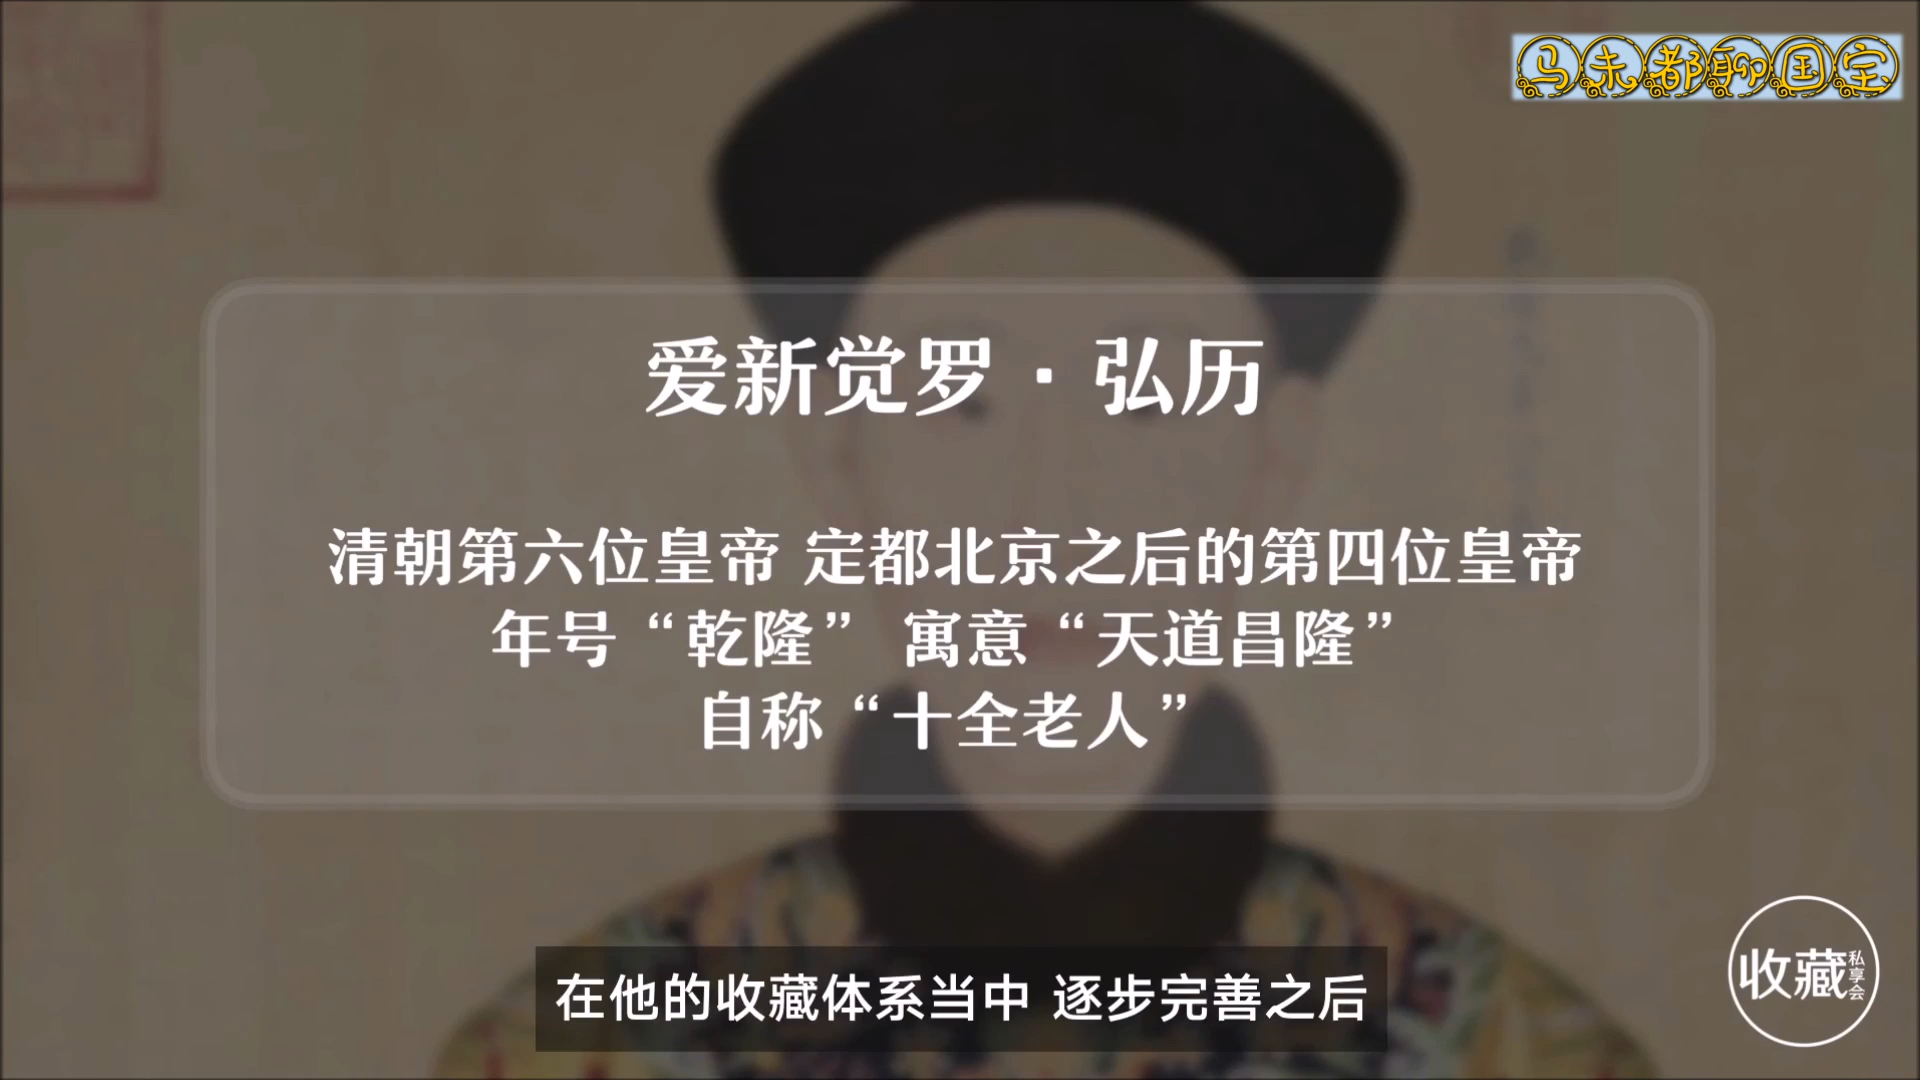 马未都聊国宝
爱新觉罗·弘历
清朝第六位皇帝 定都北京之后的第四位皇帝
年号“乾隆” 寓意“天道昌隆”
自称“十全老人”
收藏私享会
在他的收藏体系当中 逐步完善之后